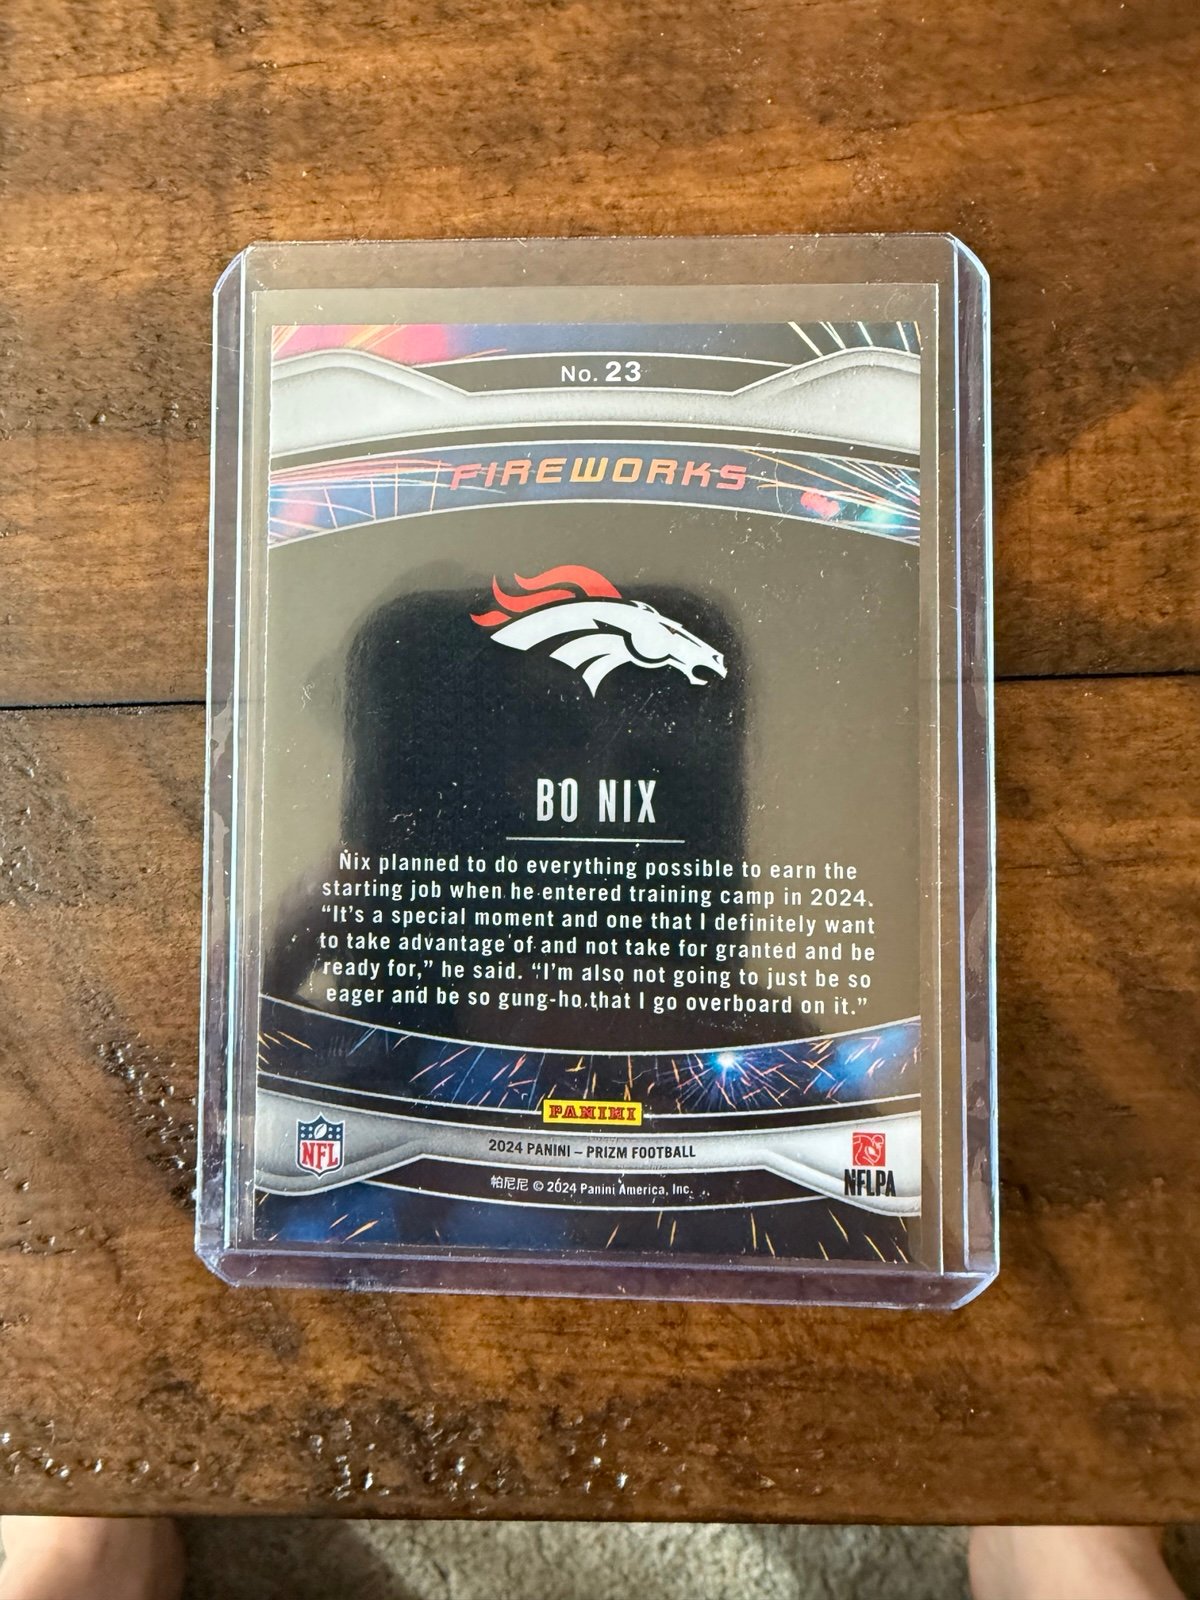 No. 23
FIREWORKS
BO NIX
Nix planned to do everything possible to earn the
starting job when he entered training camp in 2024.
“It’s a special moment and one that I definitely want
to take advantage of and not take for granted and be
ready for,” he said. “I’m also not going to just be so
eager and be so gung-ho that I go overboard on it.”
PANINI
NFL
2024 PANINI – PRIZM FOOTBALL
NFLPA
帕尼尼 © 2024 Panini America, Inc.